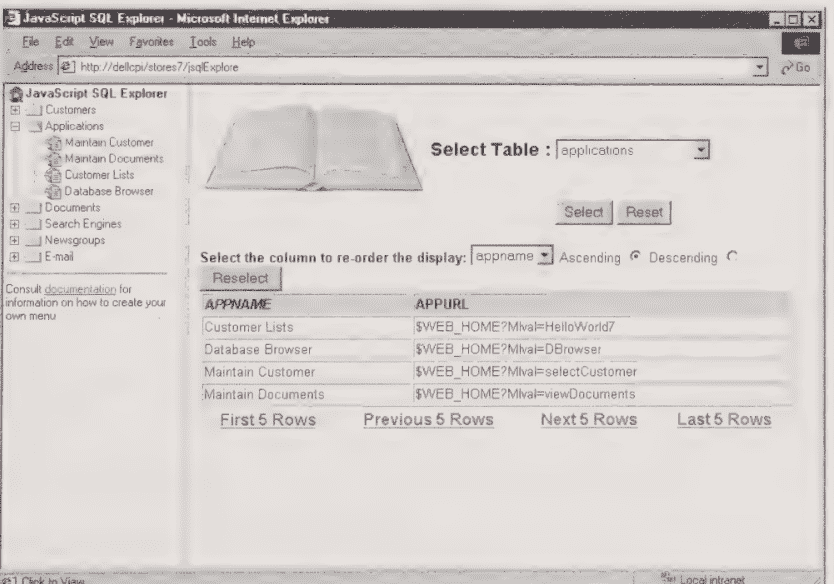 JavaScript SQL Explorer - Microsoft Internet Explorer
File Edit View Favorites Tools Help
Address http://dellcpi/stores7/jsqlExplore Go
JavaScript SQL Explorer
Customers
Applications
Maintain Customer
Maintain Documents
Customer Lists
Database Browser
Documents
Search Engines
Newsgroups
E-mail
Consult documentation for
information on how to create your
own menu
Select Table : applications
Select Reset
Select the column to re-order the display: appname Ascending Descending
Reselect
APPNAME APPURL
Customer Lists $WEB_HOME?MIval=HelloWorld7
Database Browser $WEB_HOME?MIval=DBrowser
Maintain Customer $WEB_HOME?MIval=selectCustomer
Maintain Documents $WEB_HOME?MIval=viewDocuments
First 5 Rows Previous 5 Rows Next 5 Rows Last 5 Rows
Click to View Local intranet